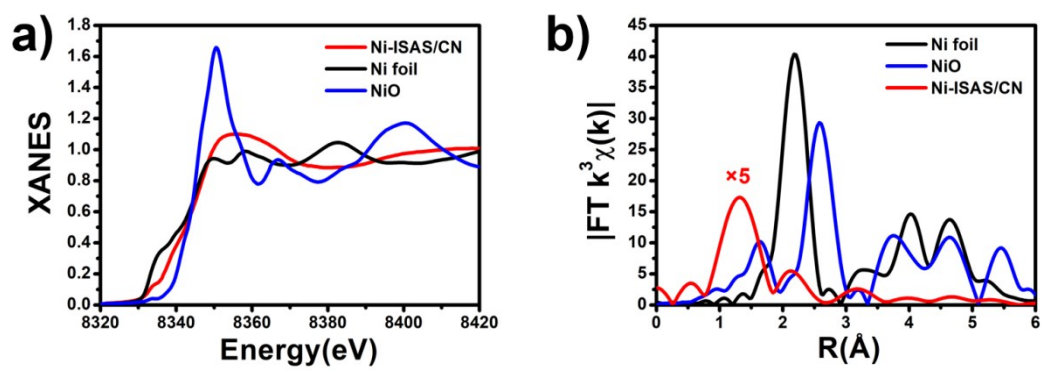 a)
XANES
1.8
1.6
1.4
1.2
1.0
0.8
0.6
0.4
0.2
0.0
8320 8340 8360 8380 8400 8420
Energy(eV)
Ni-ISAS/CN
Ni foil
NiO
b)
|FT k³χ(k)|
45
40
35
30
25
20
15
10
5
0
0 1 2 3 4 5 6
R(Å)
Ni foil
NiO
Ni-ISAS/CN
×5